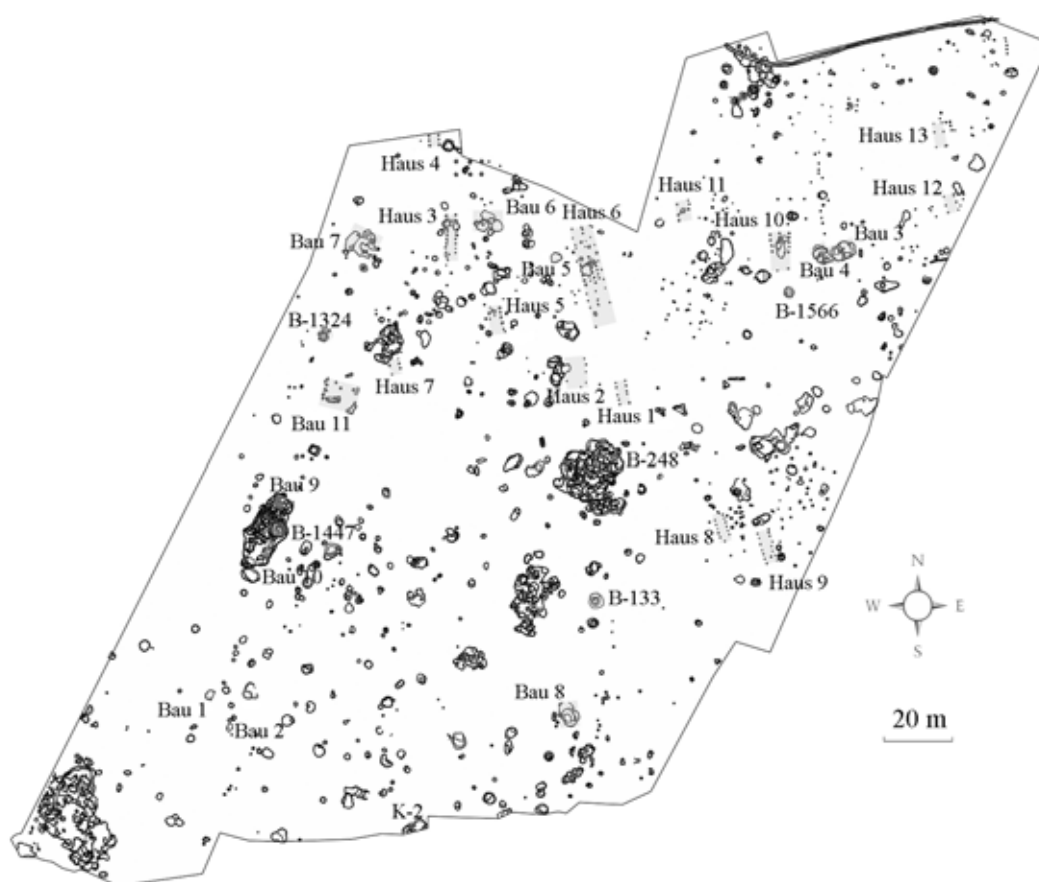 Haus 4
Haus 13
Haus 11
Haus 12
Haus 3
Bau 6
Haus 6
Haus 10
Bau 3
Bau 7
Bau 5
Bau 4
Haus 5
B-1566
B-1324
Haus 7
Haus 2
Haus 1
Bau 11
B-248
Bau 9
B-1447
Haus 8
Haus 9
Bau 10
B-133
N
W E
S
Bau 8
Bau 1
Bau 2
20 m
K-2